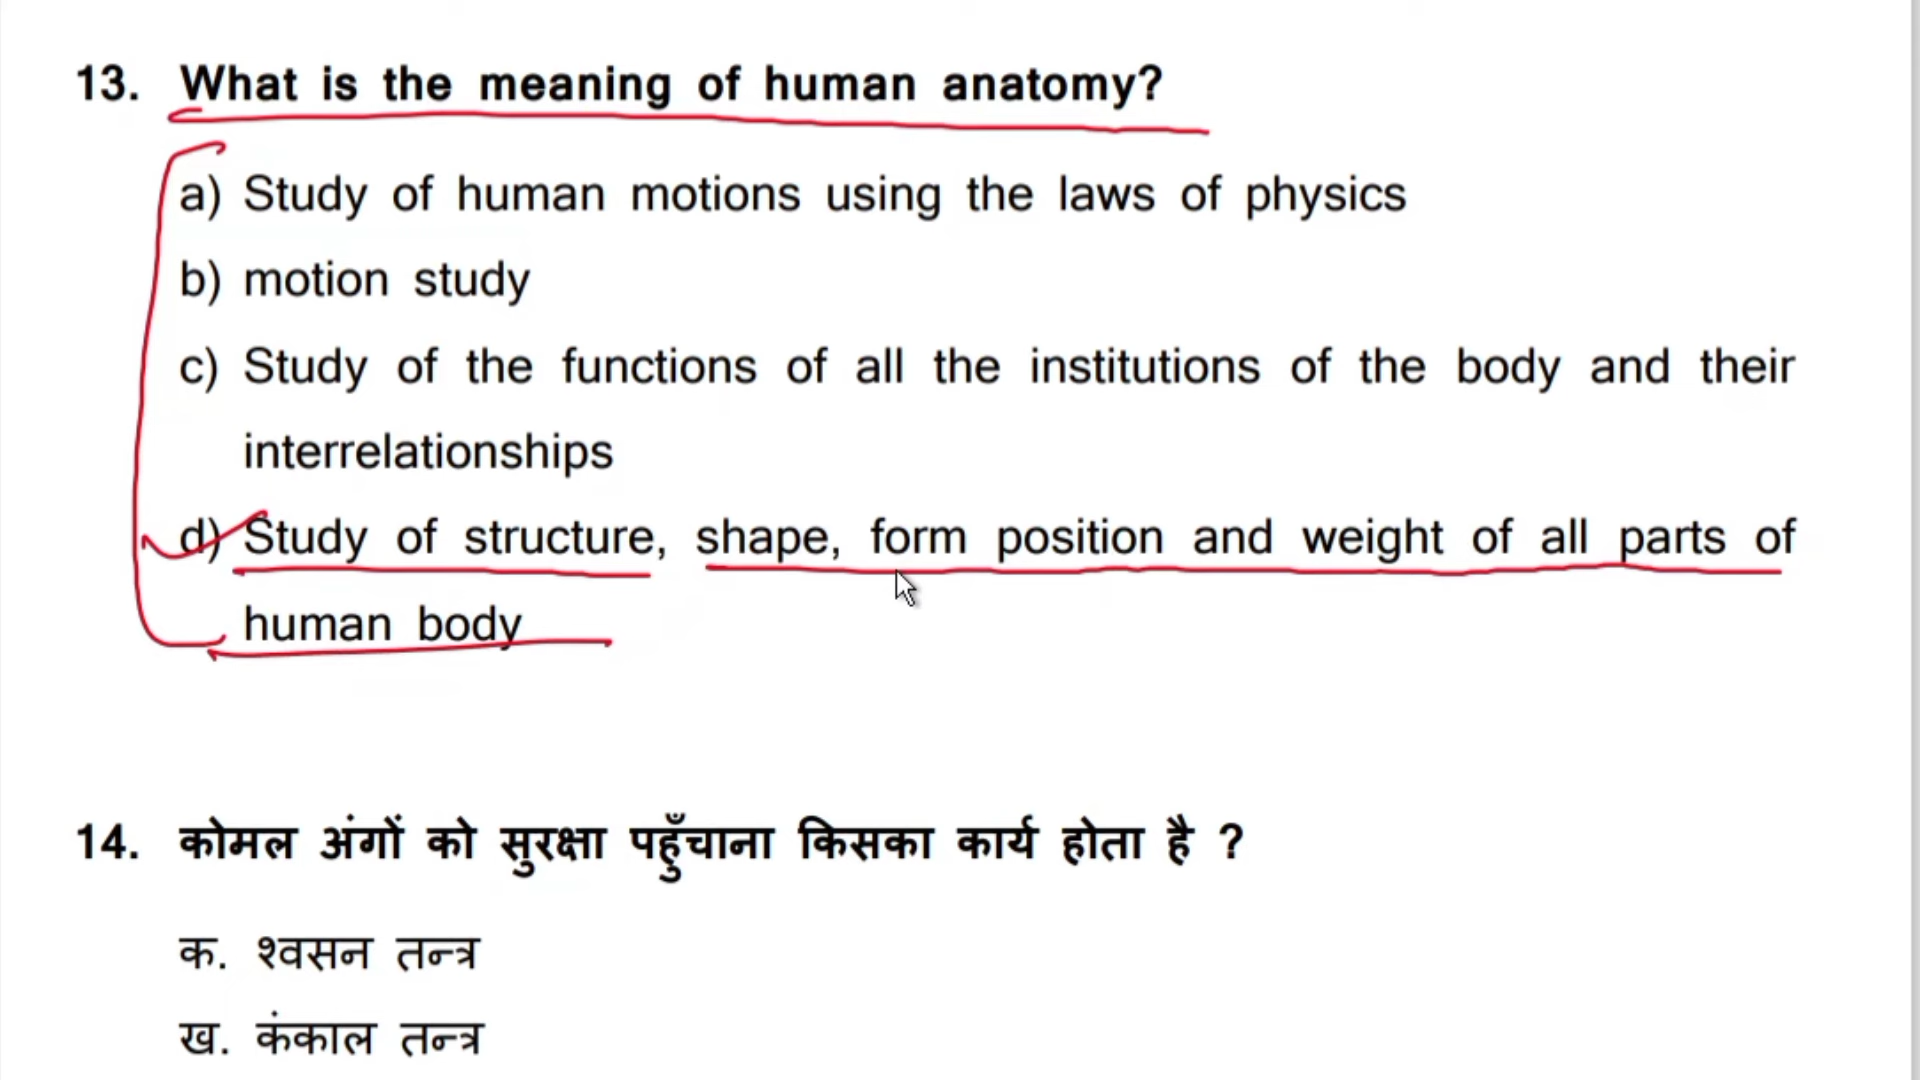 13. What is the meaning of human anatomy?
a) Study of human motions using the laws of physics
b) motion study
c) Study of the functions of all the institutions of the body and their
interrelationships
d) Study of structure, shape, form position and weight of all parts of
human body
14. कोमल अंगों को सुरक्षा पहुँचाना किसका कार्य होता है ?
क. श्वसन तन्त्र
ख. कंकाल तन्त्र